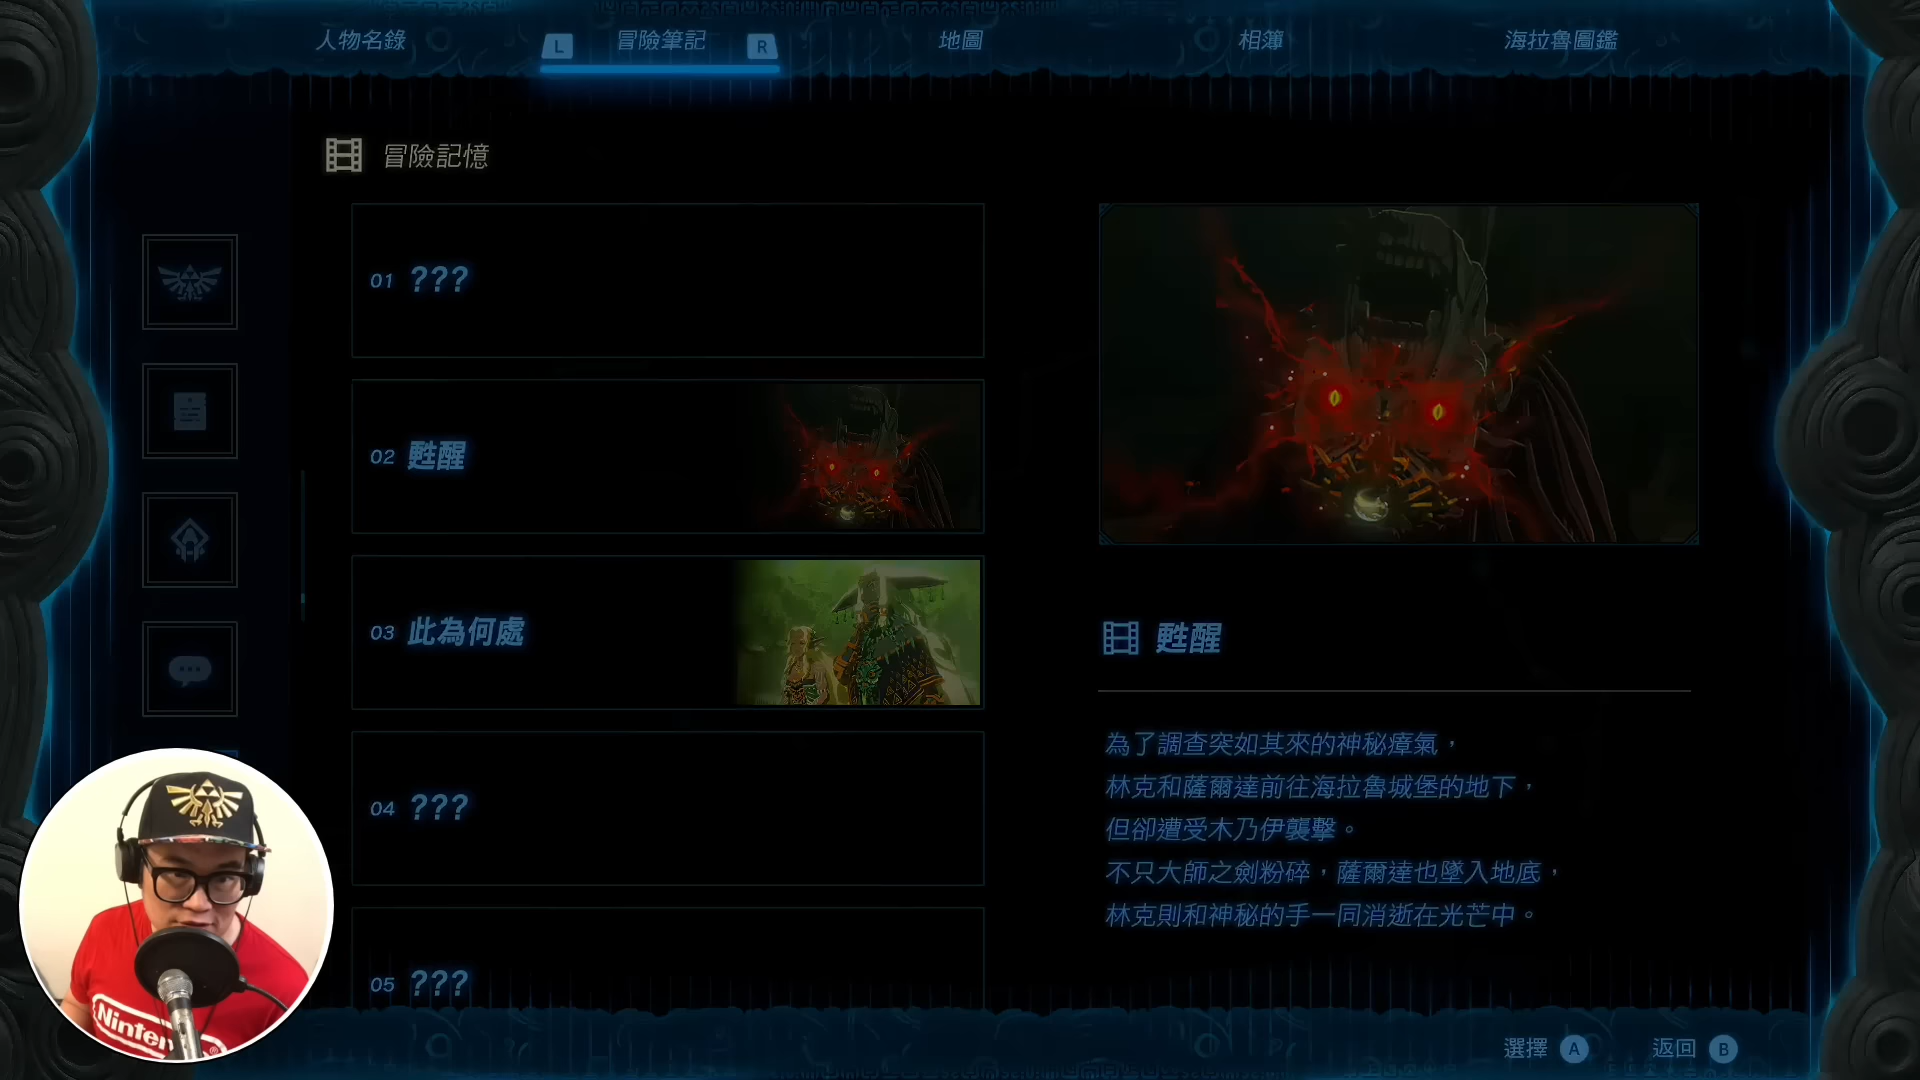 人物名錄
L
冒險筆記
R
地圖
相簿
海拉魯圖鑑
冒險記憶
01 ???
02 甦醒
03 此為何處
04 ???
05 ???
甦醒
為了調查突如其來的神秘瘴氣，
林克和薩爾達前往海拉魯城堡的地下，
但卻遭受木乃伊襲擊。
不只大師之劍粉碎，薩爾達也墜入地底，
林克則和神秘的手一同消逝在光芒中。
Ninten
選擇 A
返回 B